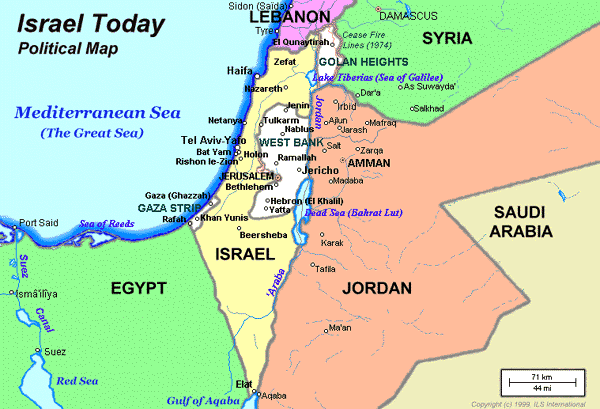 Israel Today
Political Map
Sidon (Saïda)
LEBANON
DAMASCUS
Tyre
Cease Fire
Lines (1974)
SYRIA
El Qunaytirah
GOLAN HEIGHTS
Zefat
Haifa
Lake Tiberias (Sea of Galilee)
As Suwayda'
Nazareth
Dar'a
Mediterranean Sea
(The Great Sea)
Jordan
Irbid
Salkhad
Jenin
Netanya
Tulkarm
Ajlun
Mafraq
Nablus
Jarash
Tel Aviv-Yafo
WEST BANK
Salt
Zarqa
Bat Yam
Holon
Rishon le-Zion
Ramallah
AMMAN
Jericho
JERUSALEM
Bethlehem
Madaba
Gaza (Ghazzah)
Hebron (El Khalil)
GAZA STRIP
Yatta
Dead Sea (Bahrat Lut)
Rafah
Khan Yunis
SAUDI
ARABIA
Port Said
Sea of Reeds
Beersheba
Karak
ISRAEL
Suez
Canal
Tafila
'Araba
EGYPT
JORDAN
Ismâ'ilîya
Ma'an
Suez
Red Sea
Elat
Aqaba
Gulf of Aqaba
71 km
44 mi
Copyright (c) 1999, ILS International